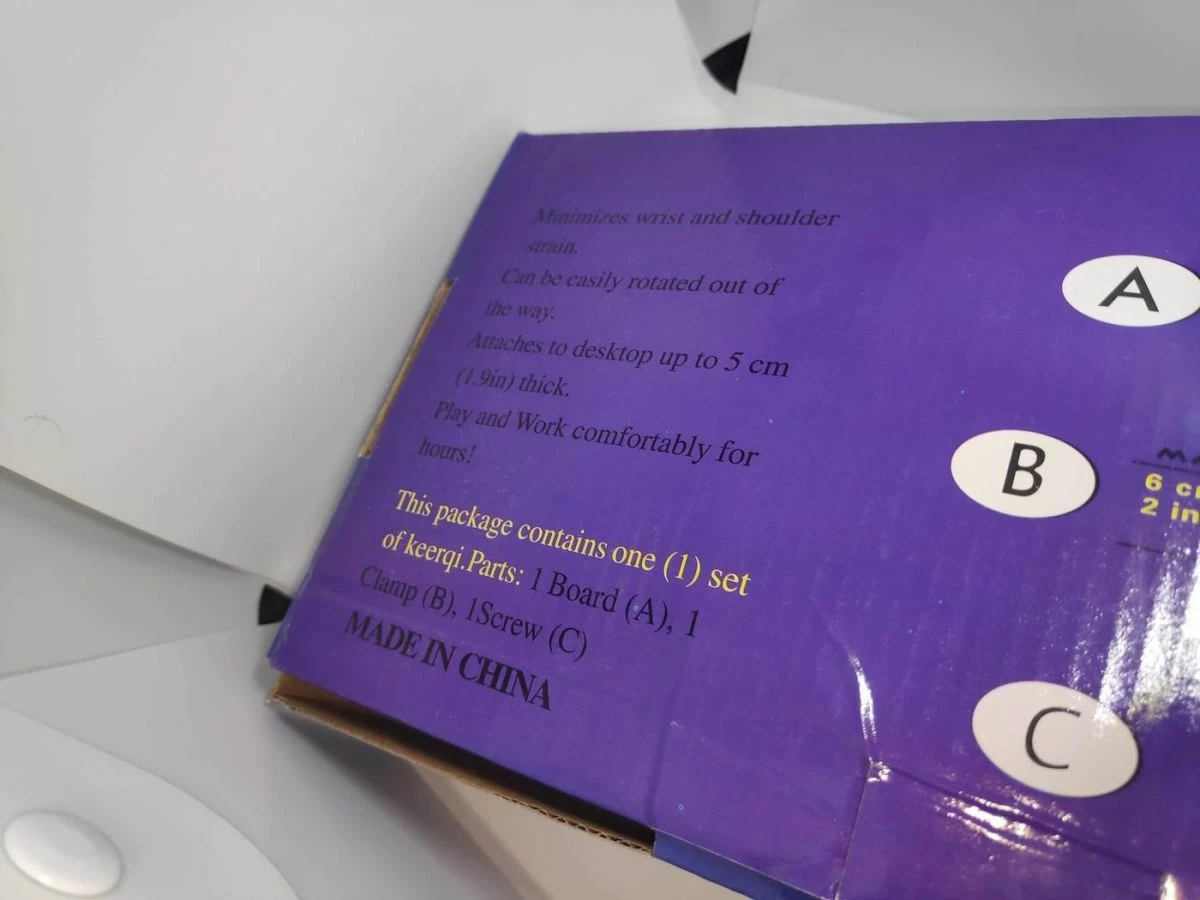 Minimizes wrist and shoulder
strain.
Can be easily rotated out of
the way.
Attaches to desktop up to 5 cm
(1.9in) thick.
Play and Work comfortably for
hours!
This package contains one (1) set
of keerqi.Parts: 1 Board (A), 1
Clamp (B), 1Screw (C)
MADE IN CHINA
A
B
6
2 in
C